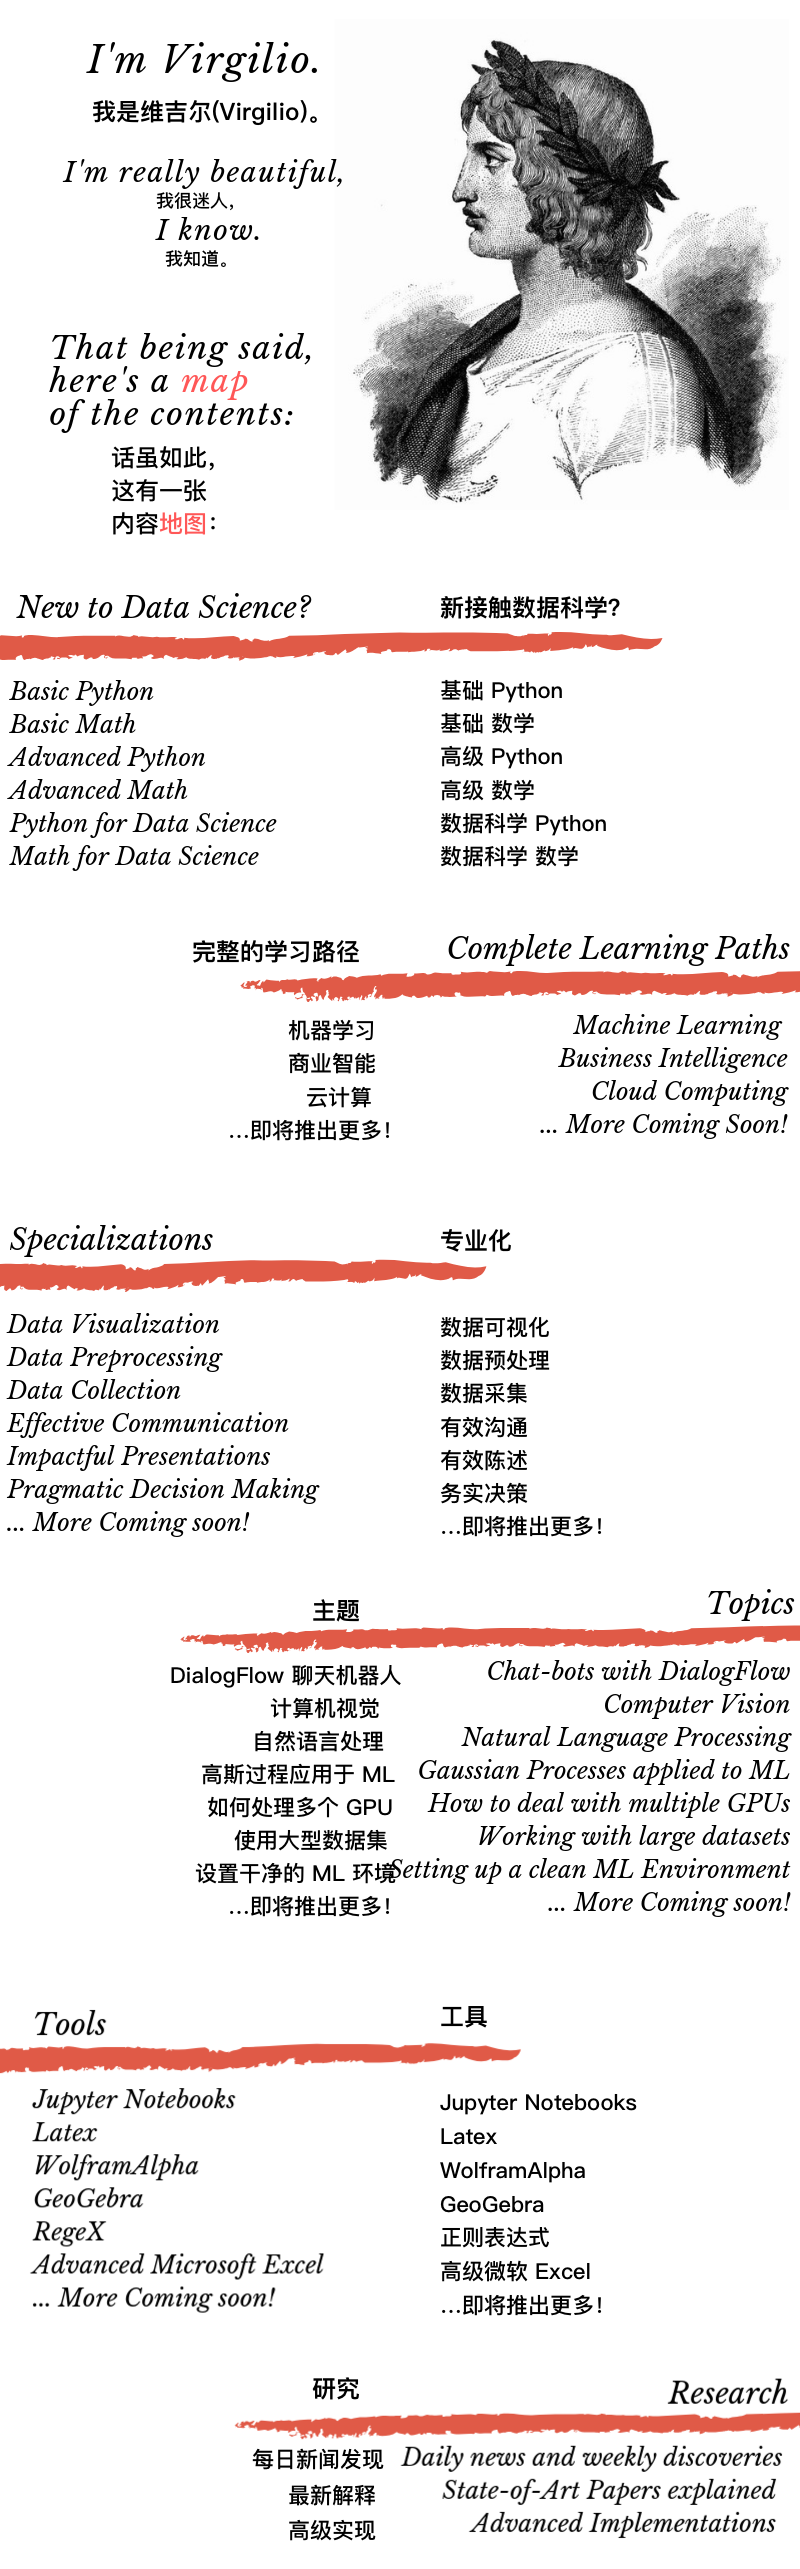 I'm Virgilio.
我是维吉尔(Virgilio)。
I'm really beautiful,
我很迷人，
I know.
我知道。
That being said,
here's a map
of the contents:
话虽如此，
这有一张
内容地图：
New to Data Science?
新接触数据科学？
Basic Python
基础 Python
Basic Math
基础 数学
Advanced Python
高级 Python
Advanced Math
高级 数学
Python for Data Science
数据科学 Python
Math for Data Science
数据科学 数学
完整的学习路径
Complete Learning Paths
机器学习
Machine Learning
商业智能
Business Intelligence
云计算
Cloud Computing
...即将推出更多！
... More Coming Soon!
Specializations
专业化
Data Visualization
数据可视化
Data Preprocessing
数据预处理
Data Collection
数据采集
Effective Communication
有效沟通
Impactful Presentations
有效陈述
Pragmatic Decision Making
务实决策
... More Coming soon!
...即将推出更多！
主题
Topics
DialogFlow 聊天机器人
Chat-bots with DialogFlow
计算机视觉
Computer Vision
自然语言处理
Natural Language Processing
高斯过程应用于 ML
Gaussian Processes applied to ML
如何处理多个 GPU
How to deal with multiple GPUs
使用大型数据集
Working with large datasets
设置干净的 ML 环境
Setting up a clean ML Environment
...即将推出更多！
... More Coming soon!
Tools
工具
Jupyter Notebooks
Jupyter Notebooks
Latex
Latex
WolframAlpha
WolframAlpha
GeoGebra
GeoGebra
RegeX
正则表达式
Advanced Microsoft Excel
高级微软 Excel
... More Coming soon!
...即将推出更多！
研究
Research
每日新闻发现
Daily news and weekly discoveries
最新解释
State-of-Art Papers explained
高级实现
Advanced Implementations